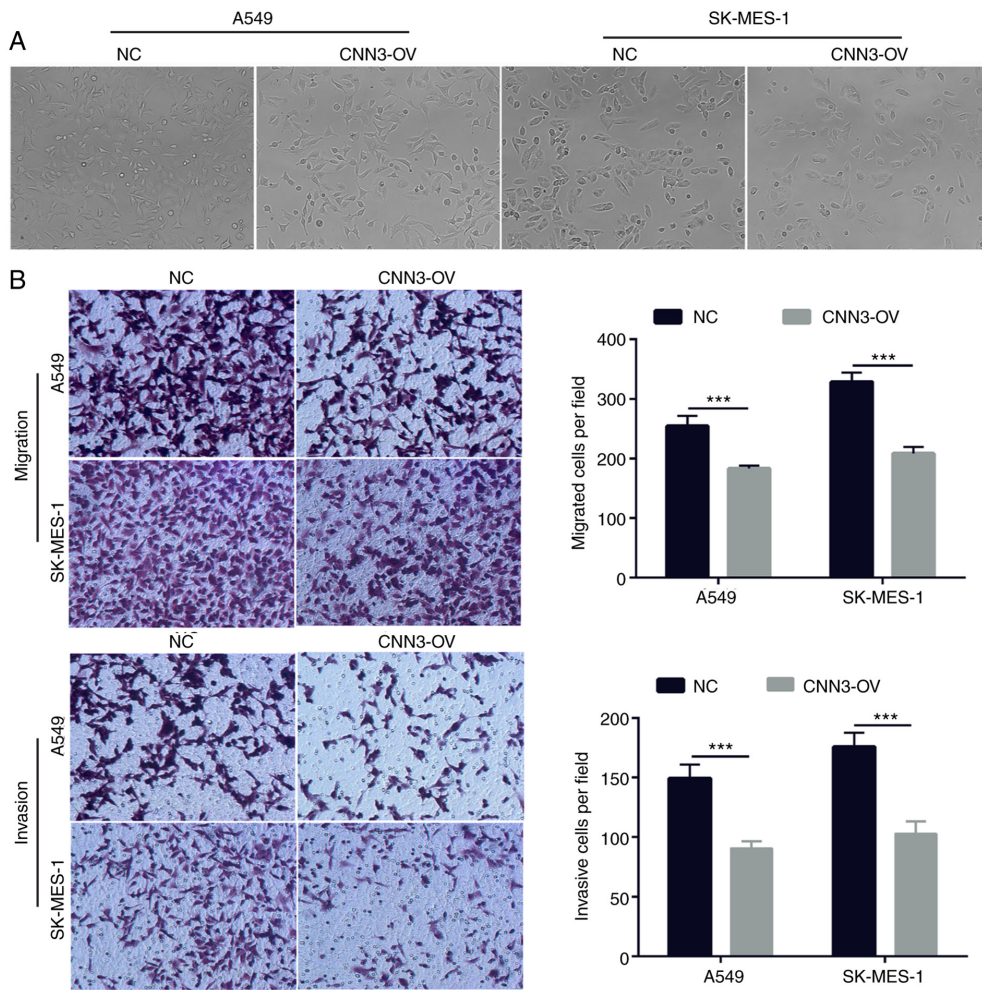 A
A549
SK-MES-1
NC
CNN3-OV
NC
CNN3-OV
B
NC
CNN3-OV
Migration
A549
SK-MES-1
NC
CNN3-OV
Migrated cells per field
400
300
200
100
0
***
***
A549
SK-MES-1
NC
CNN3-OV
Invasion
A549
SK-MES-1
NC
CNN3-OV
Invasive cells per field
200
150
100
50
0
***
***
A549
SK-MES-1